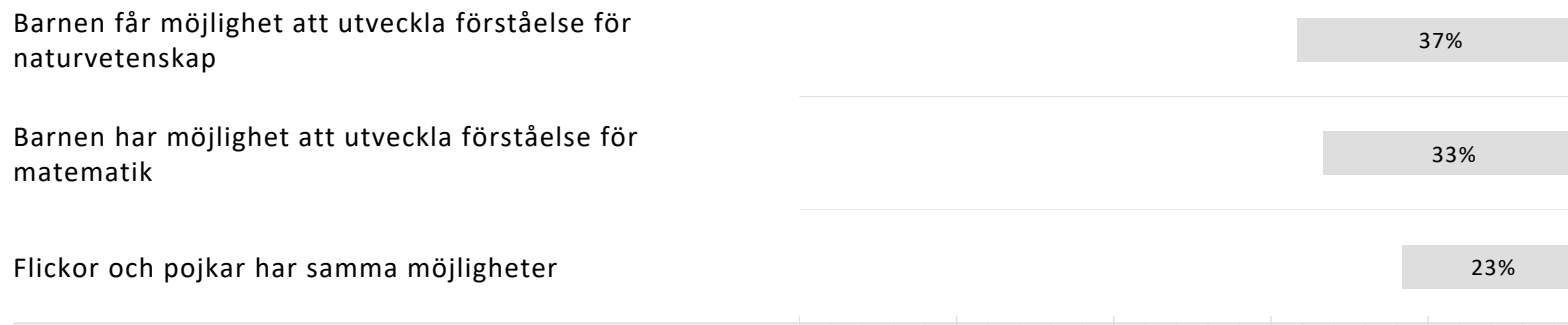 Barnen får möjlighet att utveckla förståelse för
naturvetenskap
37%
Barnen har möjlighet att utveckla förståelse för
matematik
33%
Flickor och pojkar har samma möjligheter
23%